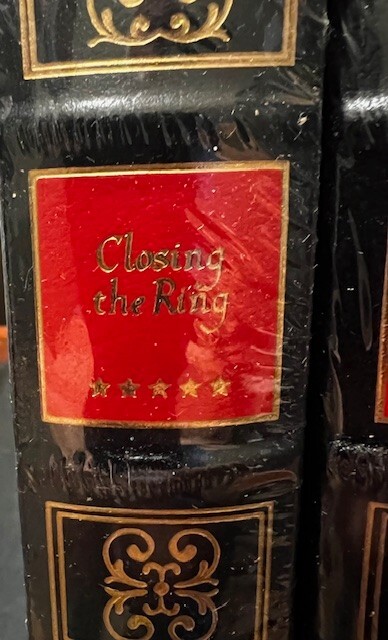 Closing
the Ring